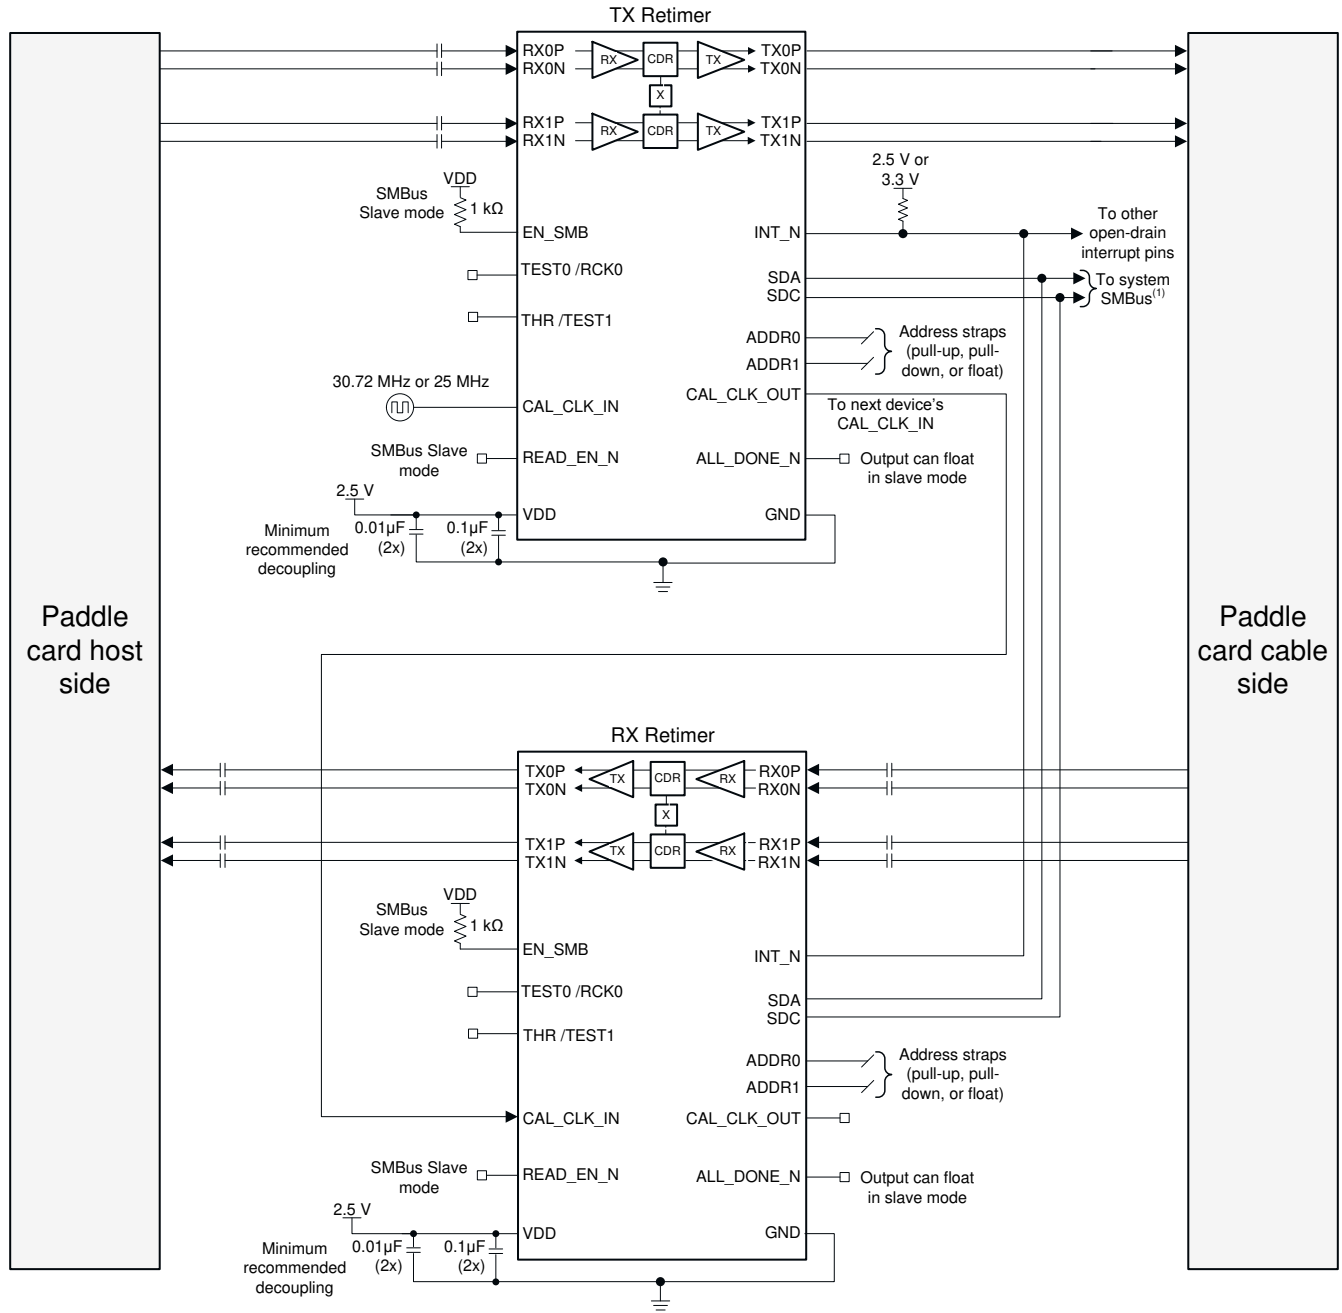 TX Retimer
RX0P
RX0N
RX
CDR
TX
TX0P
TX0N
X
RX1P
RX1N
RX
CDR
TX
TX1P
TX1N
2.5 V or
3.3 V
VDD
SMBus
Slave mode
1 kΩ
EN_SMB
INT_N
To other
open-drain
interrupt pins
TEST0 /RCK0
SDA
SDC
To system
SMBus(1)
THR /TEST1
ADDR0
ADDR1
Address straps
(pull-up, pull-
down, or float)
30.72 MHz or 25 MHz
CAL_CLK_IN
CAL_CLK_OUT
To next device's
CAL_CLK_IN
SMBus Slave
mode
READ_EN_N
ALL_DONE_N
Output can float
in slave mode
2.5 V
VDD
GND
0.01µF
(2x)
0.1µF
(2x)
Minimum
recommended
decoupling
Paddle
card host
side
Paddle
card cable
side
RX Retimer
TX0P
TX0N
TX
CDR
RX
RX0P
RX0N
X
TX1P
TX1N
TX
CDR
RX
RX1P
RX1N
VDD
SMBus
Slave mode
1 kΩ
EN_SMB
INT_N
TEST0 /RCK0
SDA
SDC
THR /TEST1
ADDR0
ADDR1
Address straps
(pull-up, pull-
down, or float)
CAL_CLK_IN
CAL_CLK_OUT
SMBus Slave
mode
READ_EN_N
ALL_DONE_N
Output can float
in slave mode
2.5 V
VDD
GND
0.01µF
(2x)
0.1µF
(2x)
Minimum
recommended
decoupling